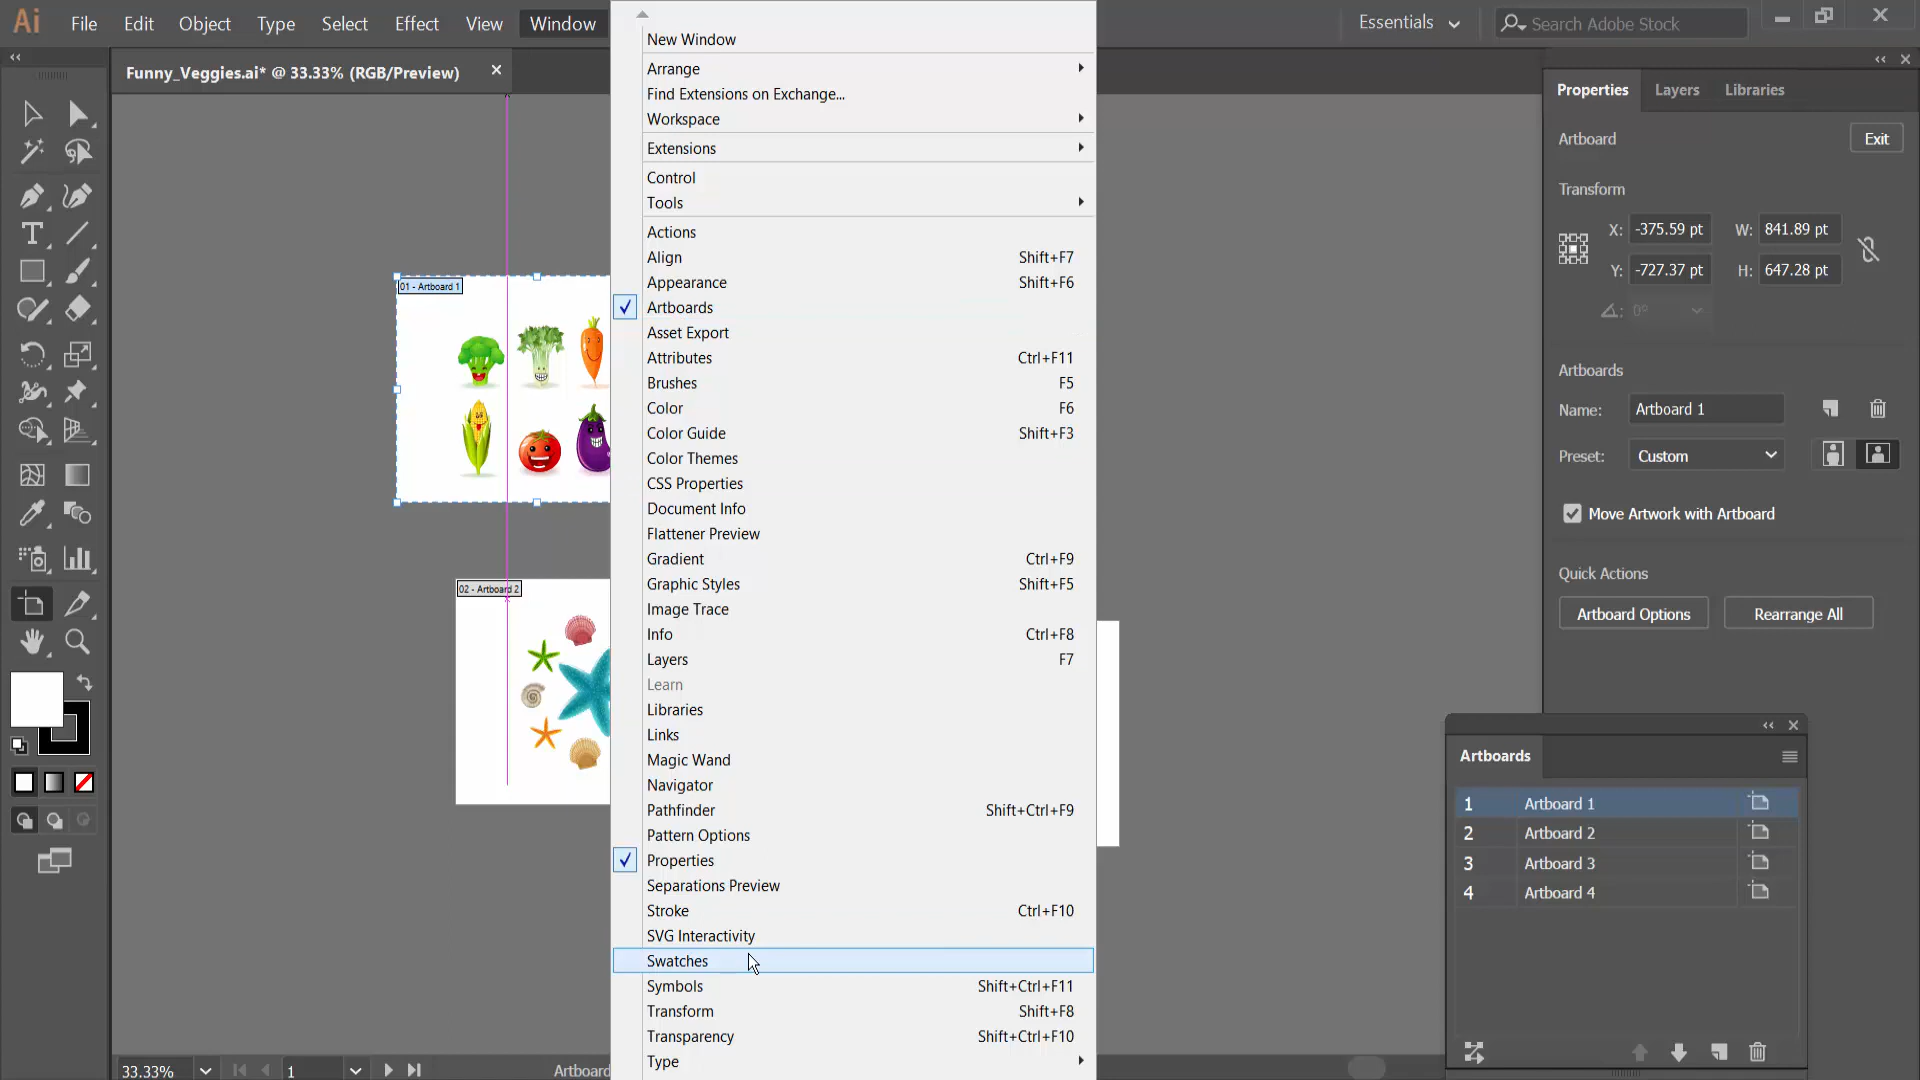 Ai File Edit Object Type Select Effect View Window Essentials Search Adobe Stock
Funny_Veggies.ai* @ 33.33% (RGB/Preview)
01 - Artboard 1
02 - Artboard 2
New Window
Arrange
Find Extensions on Exchange...
Workspace
Extensions
Control
Tools
Actions
Align Shift+F7
Appearance Shift+F6
Artboards
Asset Export
Attributes Ctrl+F11
Brushes F5
Color F6
Color Guide Shift+F3
Color Themes
CSS Properties
Document Info
Flattener Preview
Gradient Ctrl+F9
Graphic Styles Shift+F5
Image Trace
Info Ctrl+F8
Layers F7
Learn
Libraries
Links
Magic Wand
Navigator
Pathfinder Shift+Ctrl+F9
Pattern Options
Properties
Separations Preview
Stroke Ctrl+F10
SVG Interactivity
Swatches
Symbols Shift+Ctrl+F11
Transform Shift+F8
Transparency Shift+Ctrl+F10
Type
Properties Layers Libraries
Artboard Exit
Transform
X: -375.59 pt W: 841.89 pt
Y: -727.37 pt H: 647.28 pt
0°
Artboards
Name: Artboard 1
Preset: Custom
Move Artwork with Artboard
Quick Actions
Artboard Options Rearrange All
Artboards
1 Artboard 1
2 Artboard 2
3 Artboard 3
4 Artboard 4
33.33% 1 Artboard